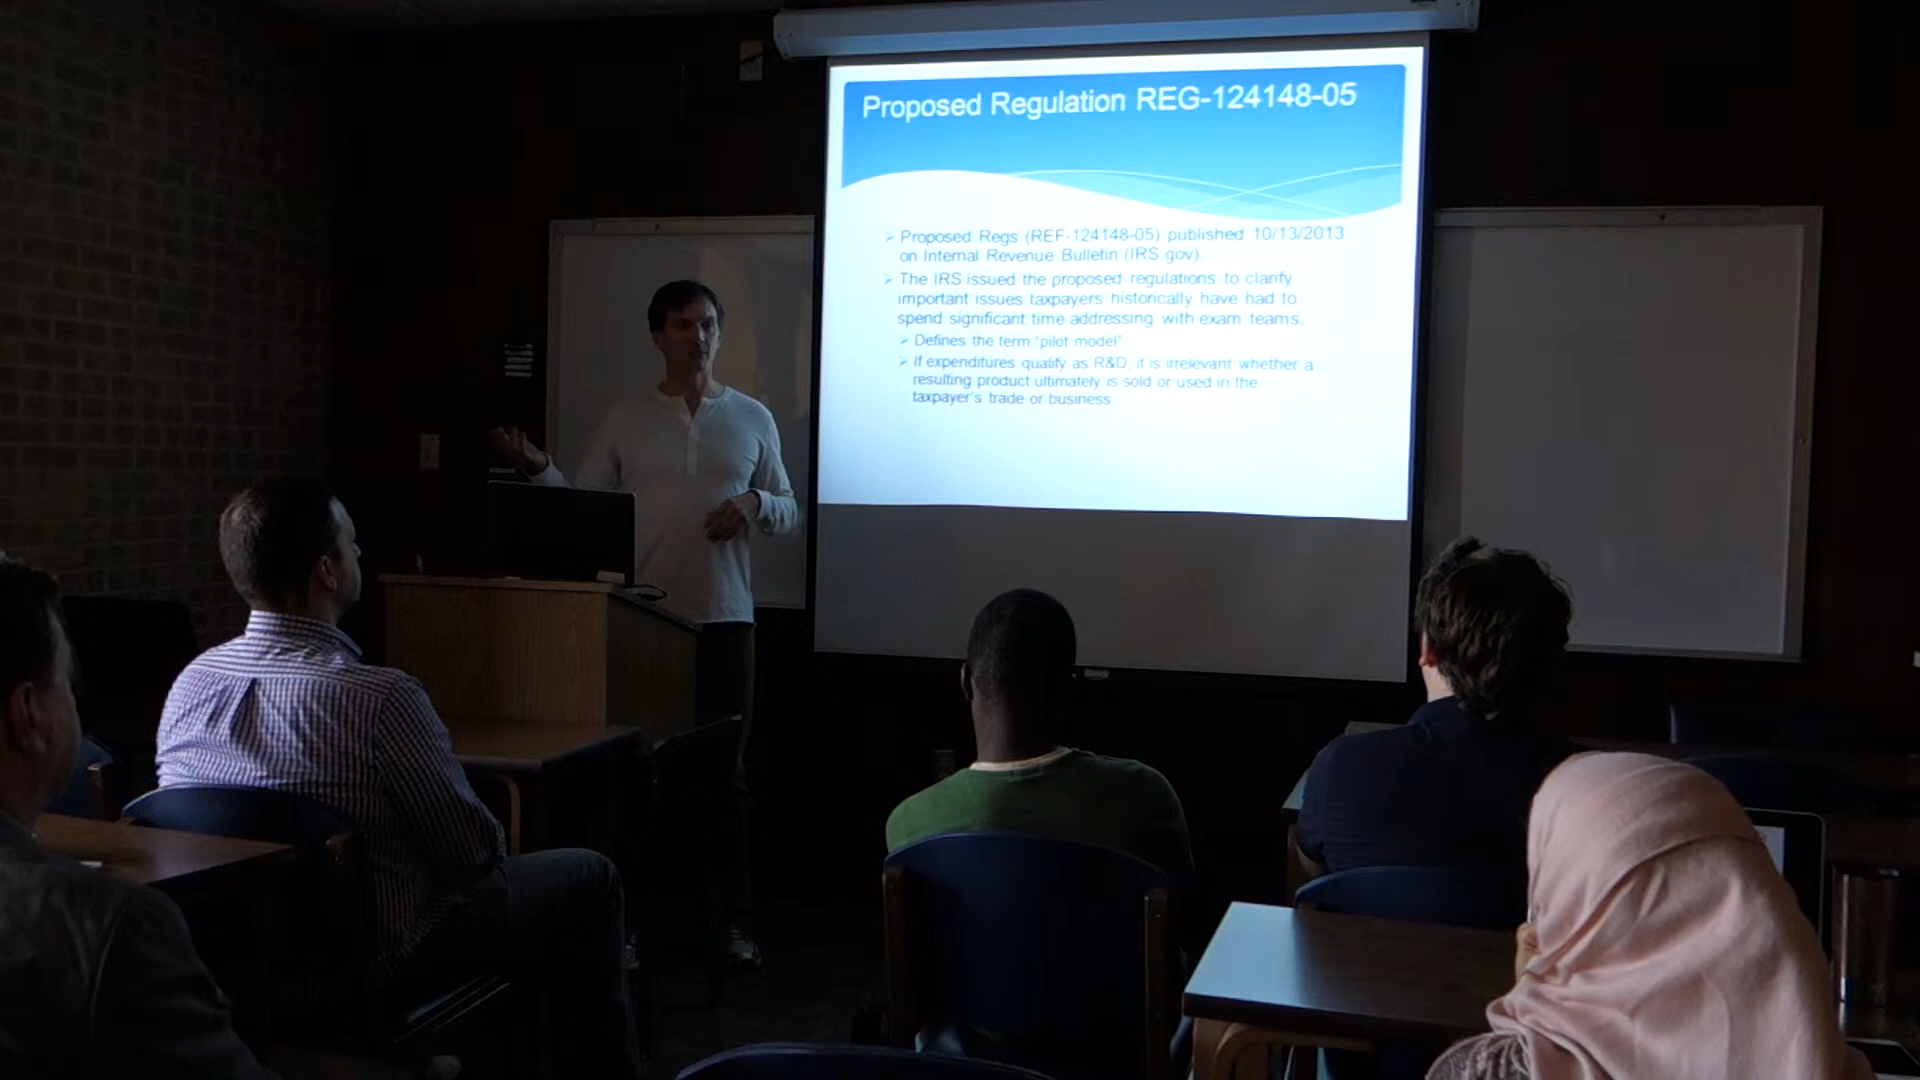 Proposed Regulation REG-124148-05
➢ Proposed Regs (REF-124148-05) published 10/13/2013
on Internal Revenue Bulletin (IRS.gov).
➢ The IRS issued the proposed regulations to clarify
important issues taxpayers historically have had to
spend significant time addressing with exam teams.
➢ Defines the term "pilot model"
➢ If expenditures qualify as R&D, it is irrelevant whether a
resulting product ultimately is sold or used in the
taxpayer's trade or business.